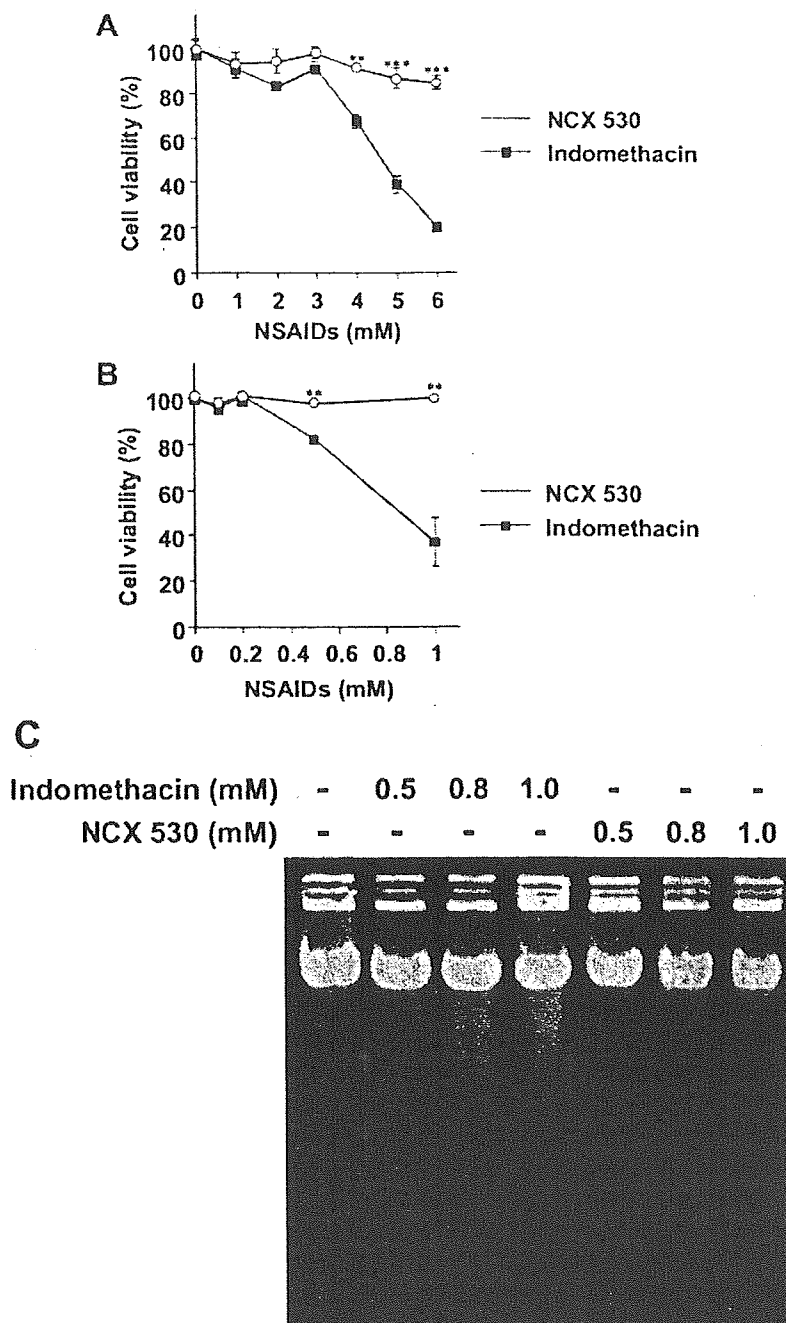 A
100
80
60
40
20
0
Cell viability (%)
** *** ***
0 1 2 3 4 5 6
NSAIDs (mM)
NCX 530
Indomethacin
B
100
80
60
40
20
0
Cell viability (%)
** **
0 0.2 0.4 0.6 0.8 1
NSAIDs (mM)
NCX 530
Indomethacin
C
Indomethacin (mM) - 0.5 0.8 1.0 - - -
NCX 530 (mM) - - - - 0.5 0.8 1.0